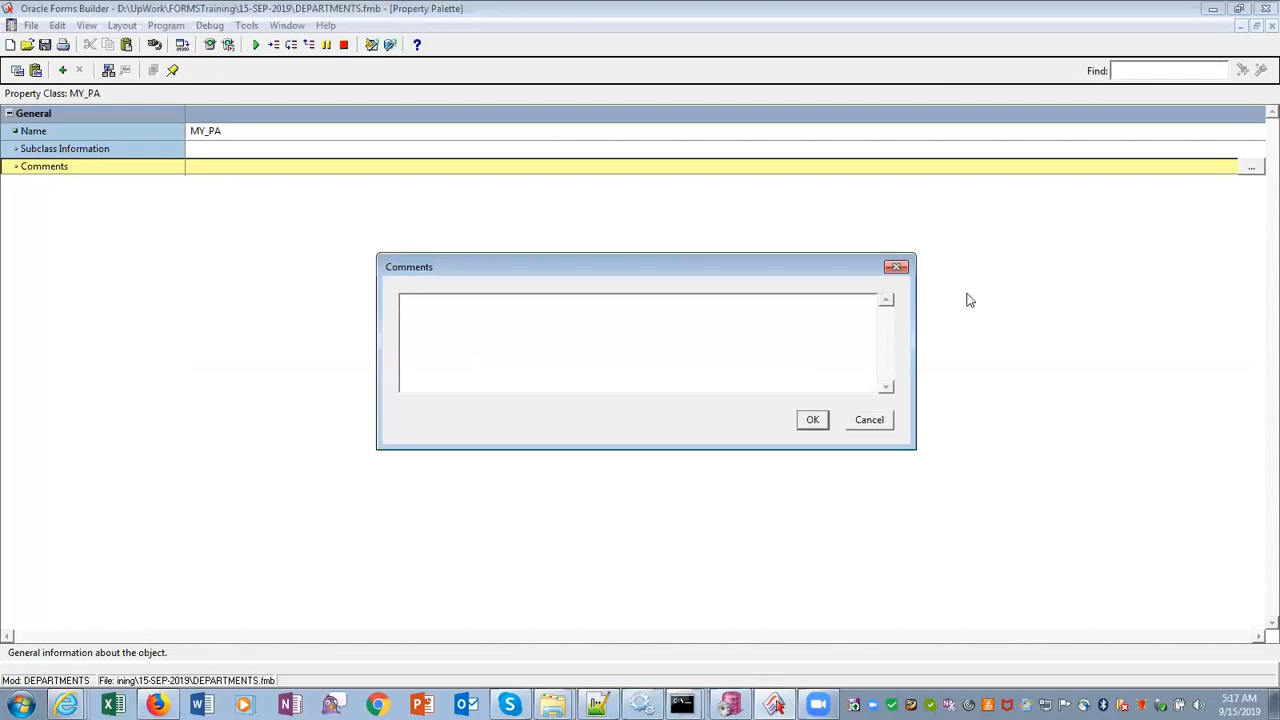 Oracle Forms Builder - D:\UpWork\FORMSTraining\15-SEP-2019\DEPARTMENTS.fmb - [Property Palette]
File Edit View Layout Program Debug Tools Window Help
Find:
Property Class: MY_PA
General
Name MY_PA
Subclass Information
Comments ...
Comments
OK Cancel
General information about the object.
Mod: DEPARTMENTS File: ining\15-SEP-2019\DEPARTMENTS.fmb
5:17 AM
9/15/2019